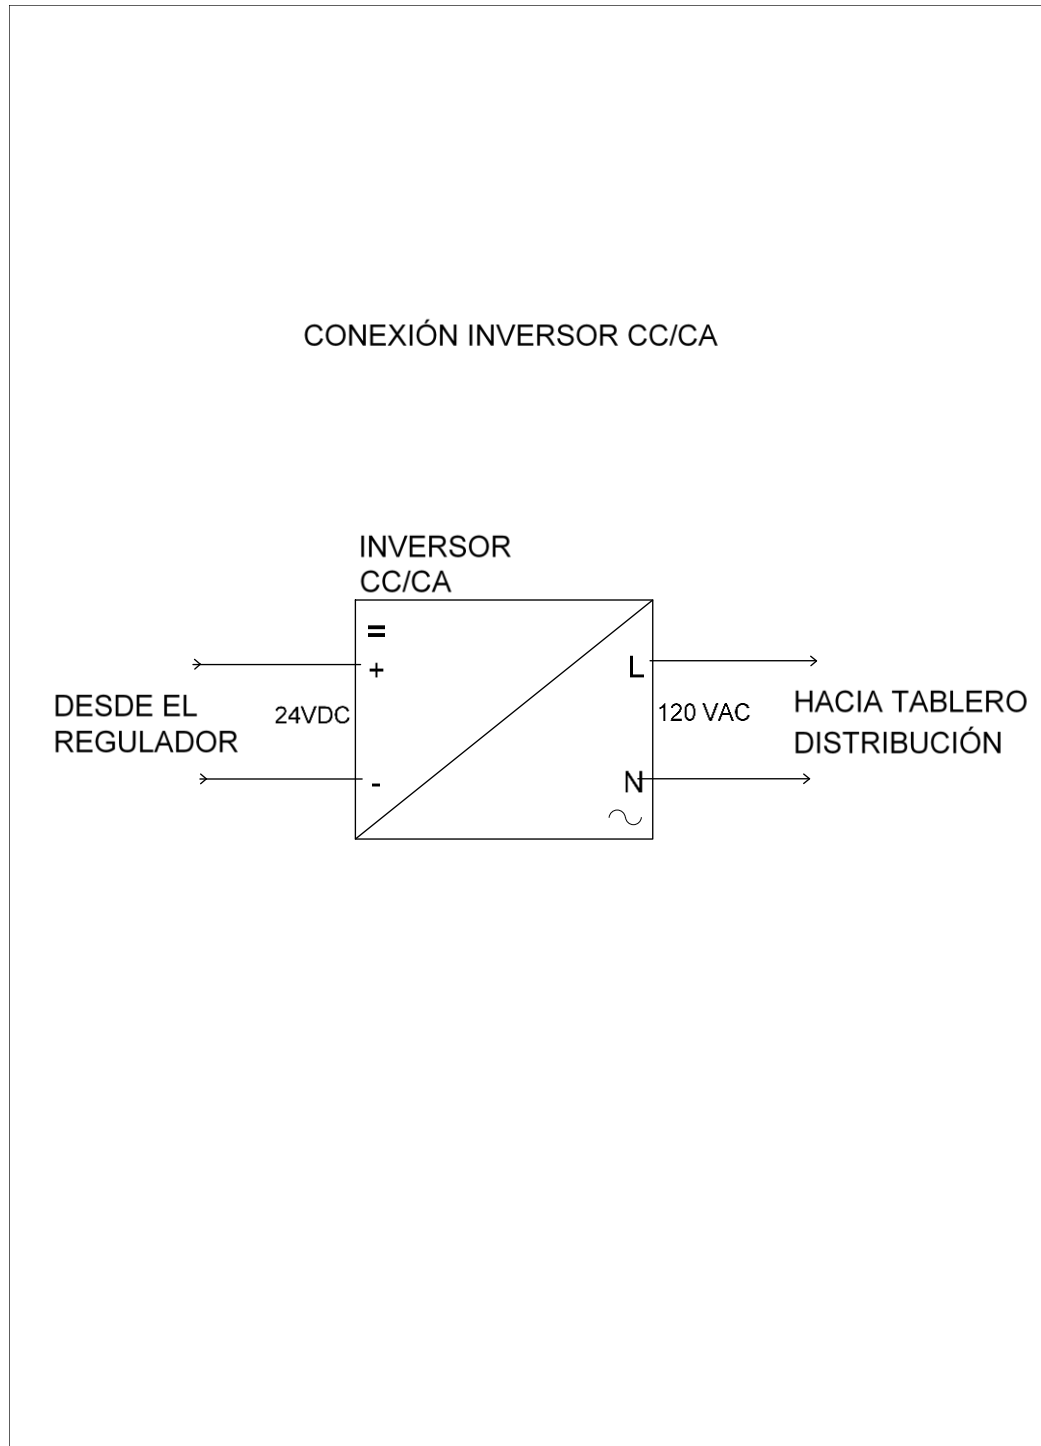 CONEXIÓN INVERSOR CC/CA
INVERSOR
CC/CA
=
+
L
DESDE EL
REGULADOR
24VDC
120 VAC
HACIA TABLERO
DISTRIBUCIÓN
-
N